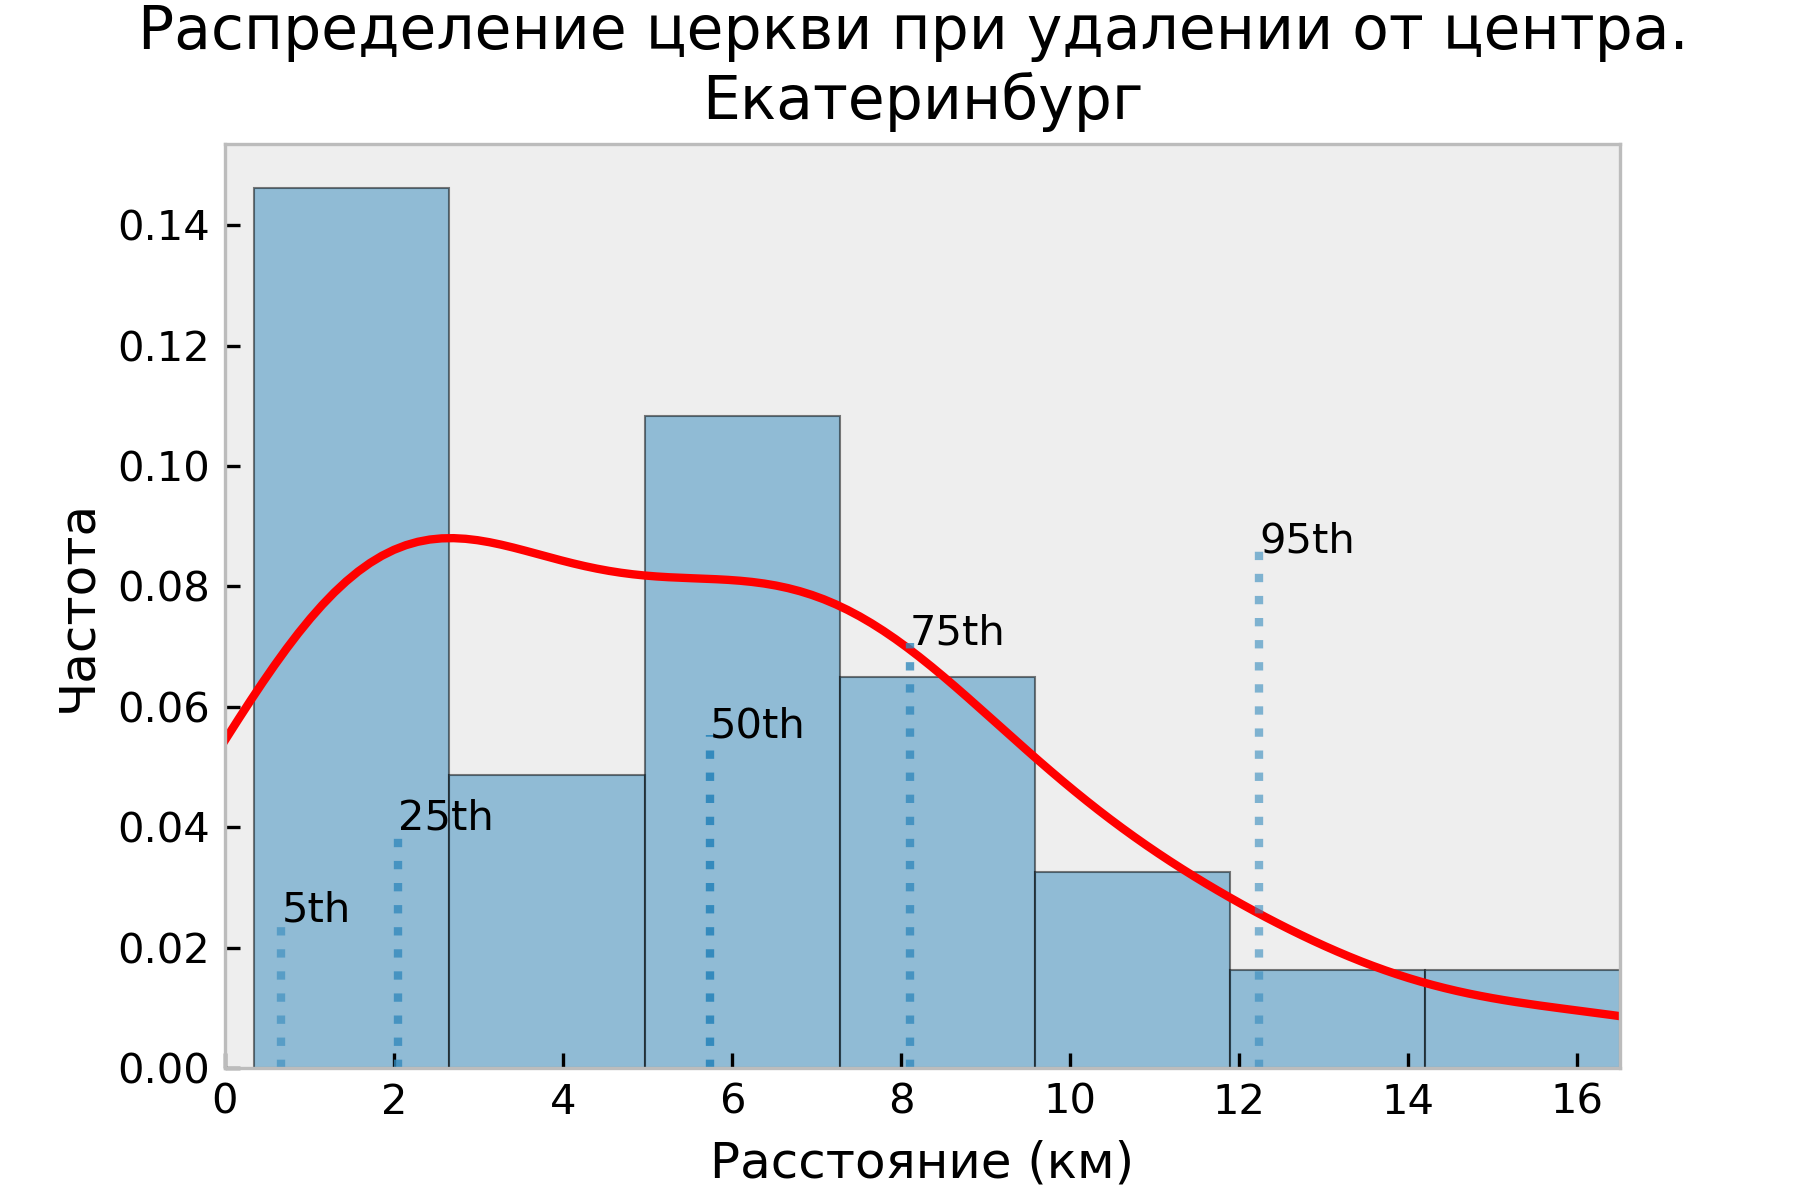 Распределение церкви при удалении от центра.
Екатеринбург
0.14
0.12
0.10
0.08
0.06
0.04
0.02
0.00
Частота
5th
25th
50th
75th
95th
0 2 4 6 8 10 12 14 16
Расстояние (км)